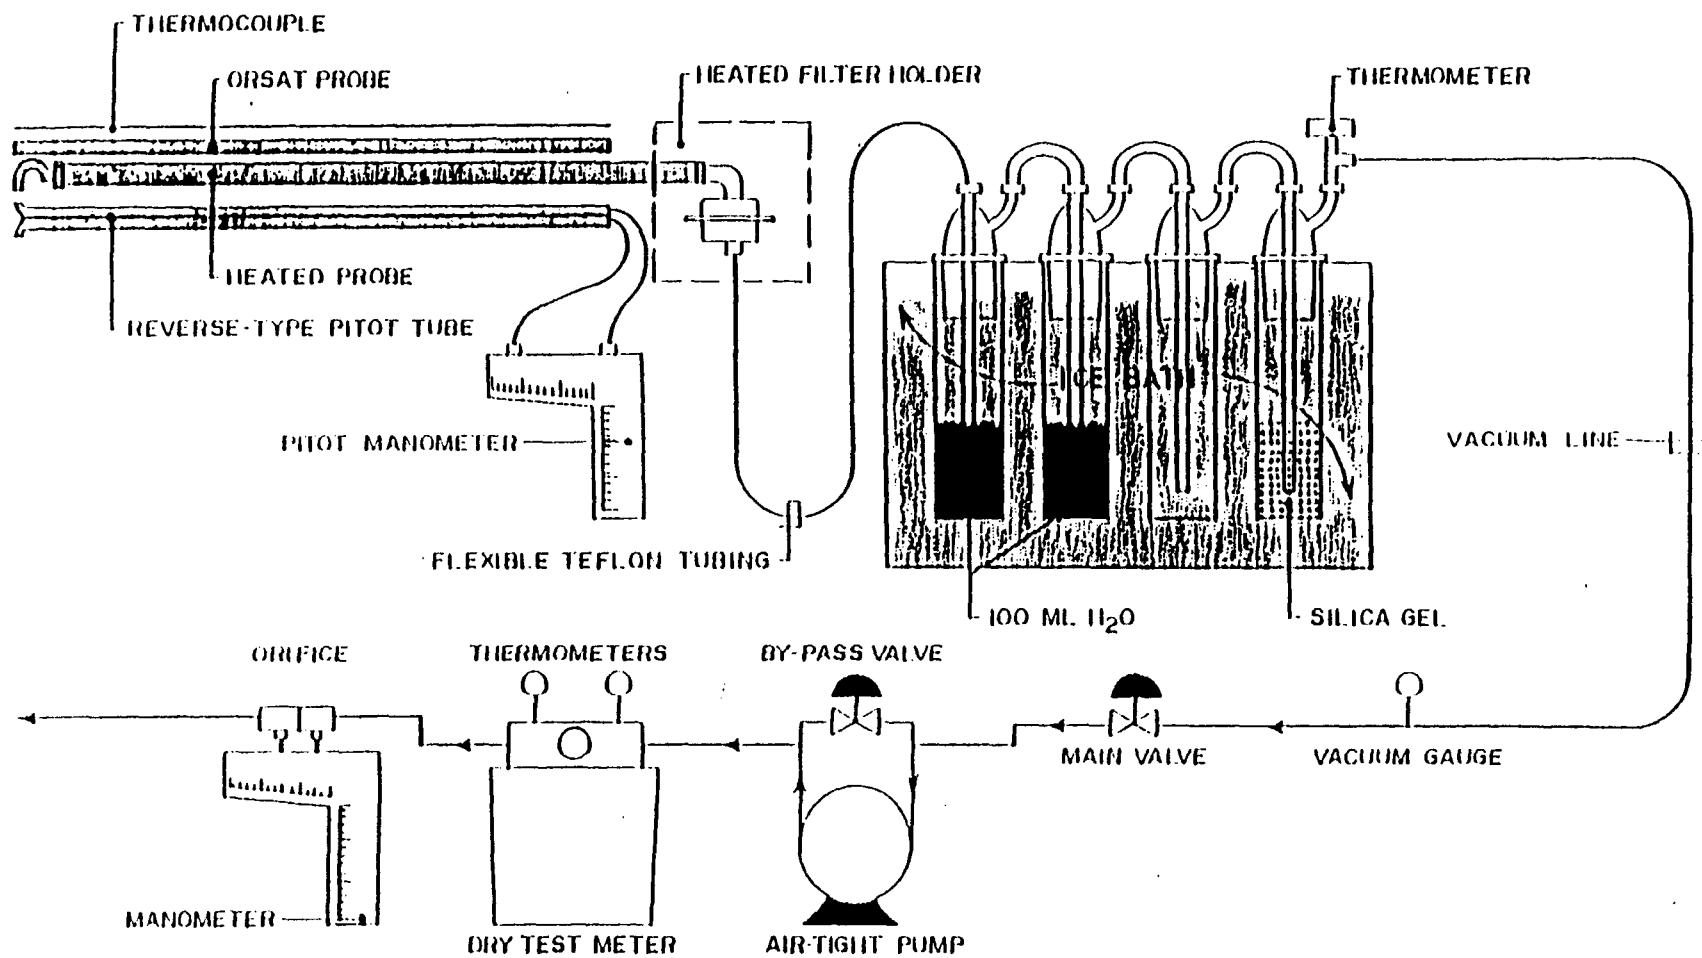 THERMOCOUPLE
ORSAT PROBE
HEATED FILTER HOLDER
THERMOMETER
HEATED PROBE
REVERSE-TYPE PITOT TUBE
ICE BATH
PITOT MANOMETER
VACUUM LINE
FLEXIBLE TEFLON TUBING
100 ML H2O
SILICA GEL
ORIFICE
THERMOMETERS
BY-PASS VALVE
MAIN VALVE
VACUUM GAUGE
MANOMETER
DRY TEST METER
AIR-TIGHT PUMP